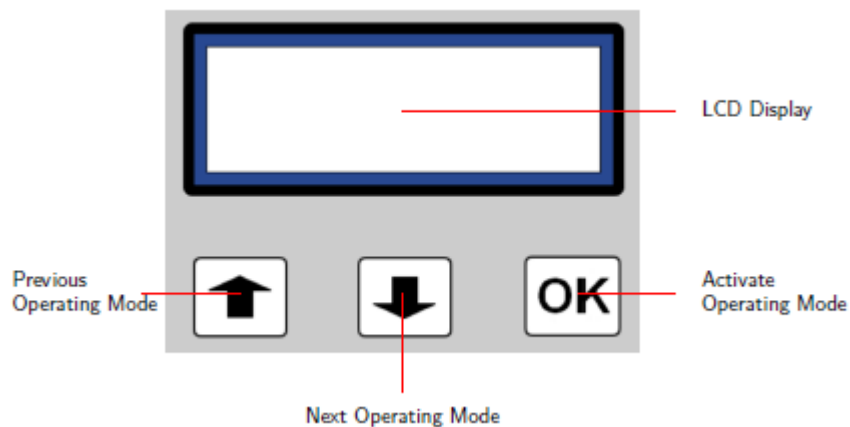 LCD Display
Previous
Operating Mode
OK
Activate
Operating Mode
Next Operating Mode